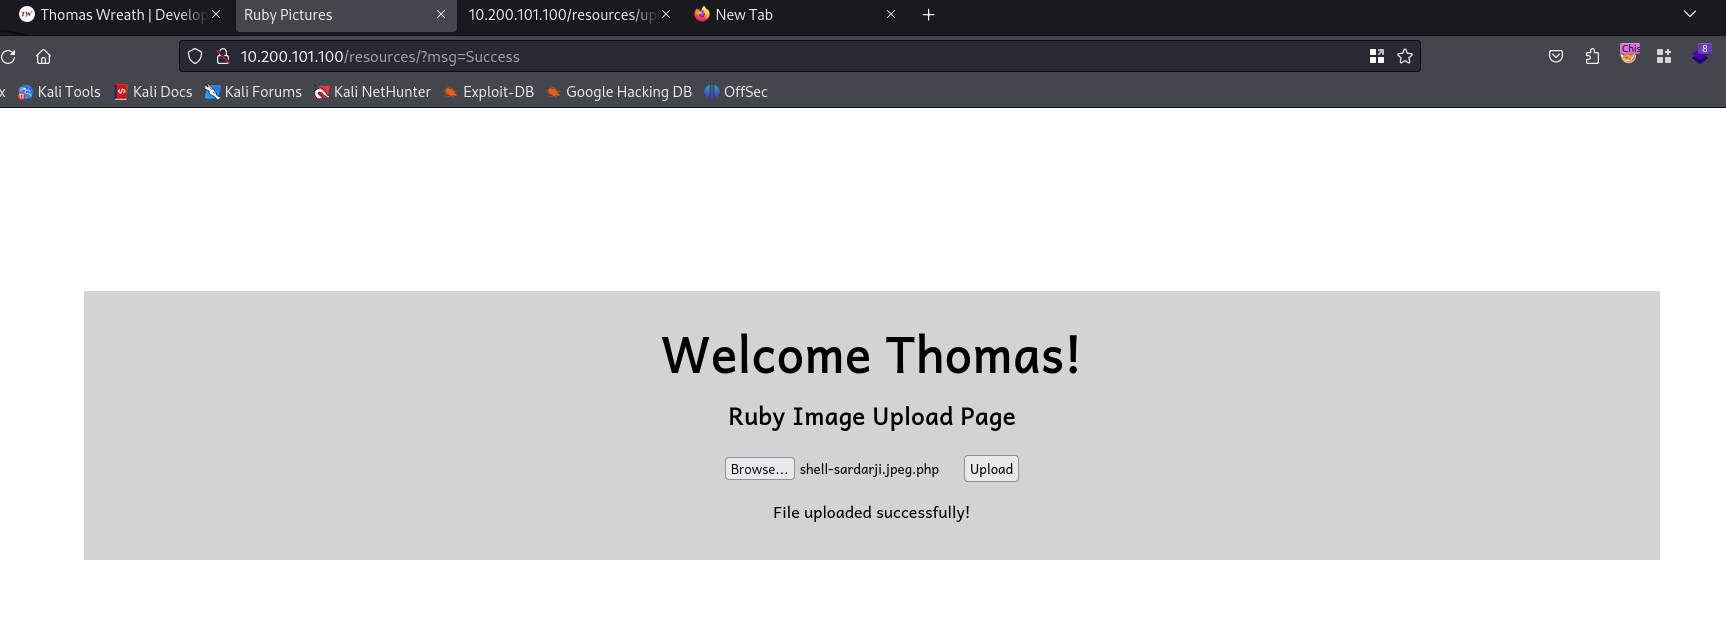 Thomas Wreath | Develop
Ruby Pictures
10.200.101.100/resources/up
New Tab
10.200.101.100/resources/?msg=Success
Chis
8
x Kali Tools Kali Docs Kali Forums Kali NetHunter Exploit-DB Google Hacking DB OffSec
Welcome Thomas!
Ruby Image Upload Page
Browse... shell-sardarji.jpeg.php Upload
File uploaded successfully!